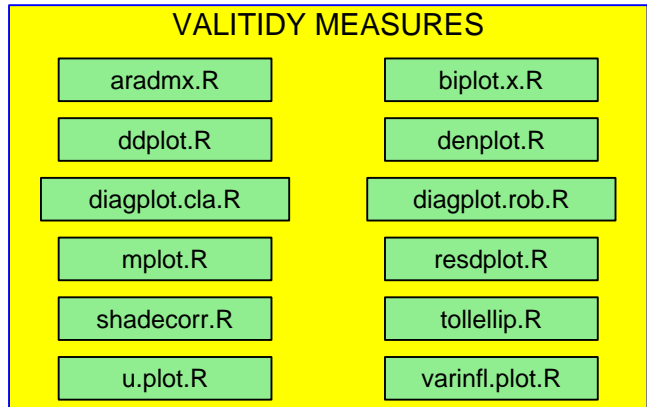 VALITIDY MEASURES
aradmx.R
biplot.x.R
ddplot.R
denplot.R
diagplot.cla.R
diagplot.rob.R
mplot.R
resdplot.R
shadecorr.R
tollellip.R
u.plot.R
varinfl.plot.R